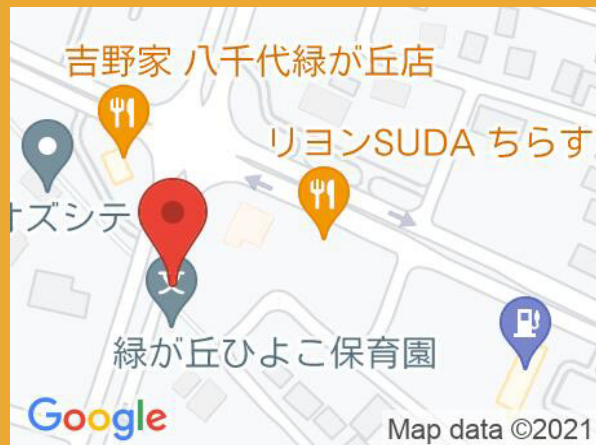 吉野家 八千代緑が丘店
リヨンSUDA ちらす
オズシテ
緑が丘ひよこ保育園
Google
Map data ©2021